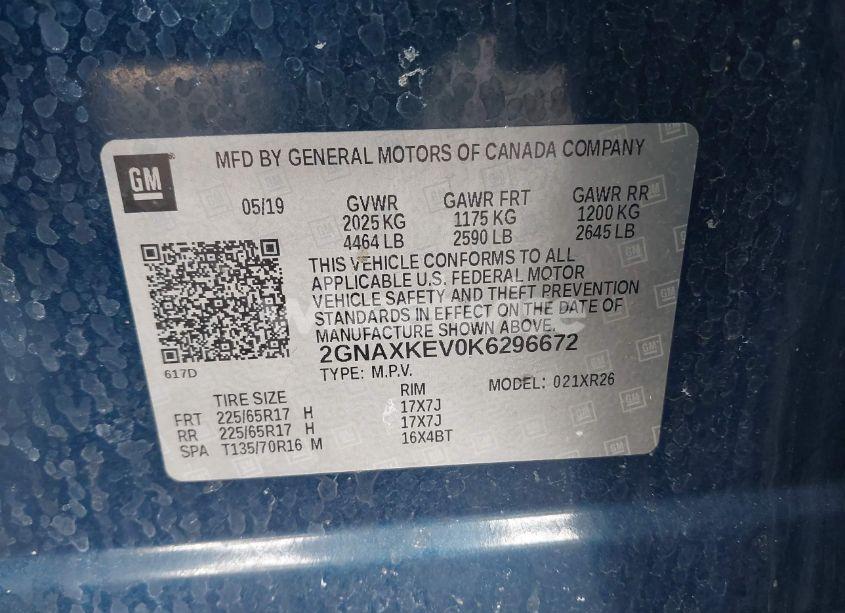 GM
MFD BY GENERAL MOTORS OF CANADA COMPANY
05/19 GVWR GAWR FRT GAWR RR
2025 KG 1175 KG 1200 KG
4464 LB 2590 LB 2645 LB
THIS VEHICLE CONFORMS TO ALL
APPLICABLE U.S. FEDERAL MOTOR
VEHICLE SAFETY AND THEFT PREVENTION
STANDARDS IN EFFECT ON THE DATE OF
MANUFACTURE SHOWN ABOVE.
2GNAXKEV0K6296672
617D
TYPE: M.P.V. MODEL: 021XR26
TIRE SIZE RIM
FRT 225/65R17 H 17X7J
RR 225/65R17 H 17X7J
SPA T135/70R16 M 16X4BT